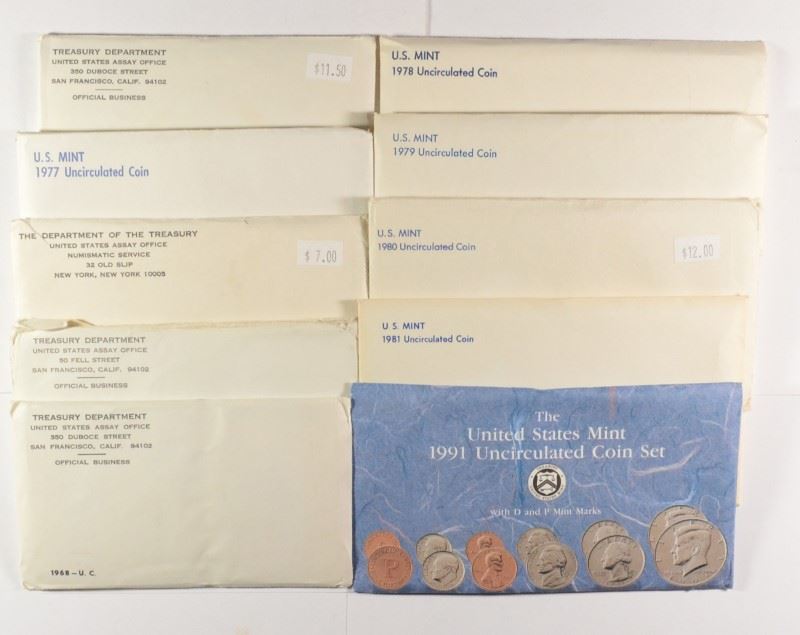 TREASURY DEPARTMENT
UNITED STATES ASSAY OFFICE
350 DUBOCE STREET
SAN FRANCISCO, CALIF. 94102
OFFICIAL BUSINESS
$11.50
U.S. MINT
1977 Uncirculated Coin
THE DEPARTMENT OF THE TREASURY
UNITED STATES ASSAY OFFICE
NUMISMATIC SERVICE
32 OLD SLIP
NEW YORK, NEW YORK 10005
$ 7.00
TREASURY DEPARTMENT
UNITED STATES ASSAY OFFICE
50 FELL STREET
SAN FRANCISCO, CALIF. 94102
OFFICIAL BUSINESS
TREASURY DEPARTMENT
UNITED STATES ASSAY OFFICE
350 DUBOCE STREET
SAN FRANCISCO, CALIF. 94102
OFFICIAL BUSINESS
1968-U.C.
U.S. MINT
1978 Uncirculated Coin
U.S. MINT
1979 Uncirculated Coin
U.S. MINT
1980 Uncirculated Coin
$12.00
U S MINT
1981 Uncirculated Coin
The
United States Mint
1991 Uncirculated Coin Set
with D and P Mint Marks
P